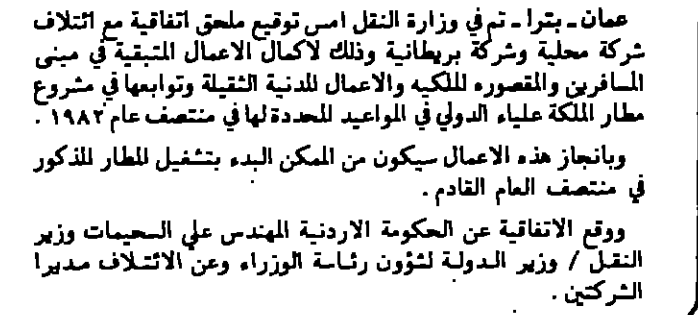 عمان ـ بترا ـ تم في وزارة النقل امس توقيع ملحق اتفاقية مع ائتلاف
شركة محلية وشركة بريطانية وذلك لاكمال الاعمال المتبقية في مبنى
المسافرين والمقصوره الملكيه والاعمال المدنية الثقيلة وتوابعها في مشروع
مطار الملكة علياء الدولي في المواعيد المحددة لها في منتصف عام ١٩٨٢ .
وبانجاز هذه الاعمال سيكون من الممكن البدء بتشغيل المطار المذكور
في منتصف العام القادم .
ووقع الاتفاقية عن الحكومة الاردنية المهندس علي السحيمات وزير
النقل / وزير الدولة لشؤون رئاسة الوزراء وعن الائتلاف مديرا
الشركتين .